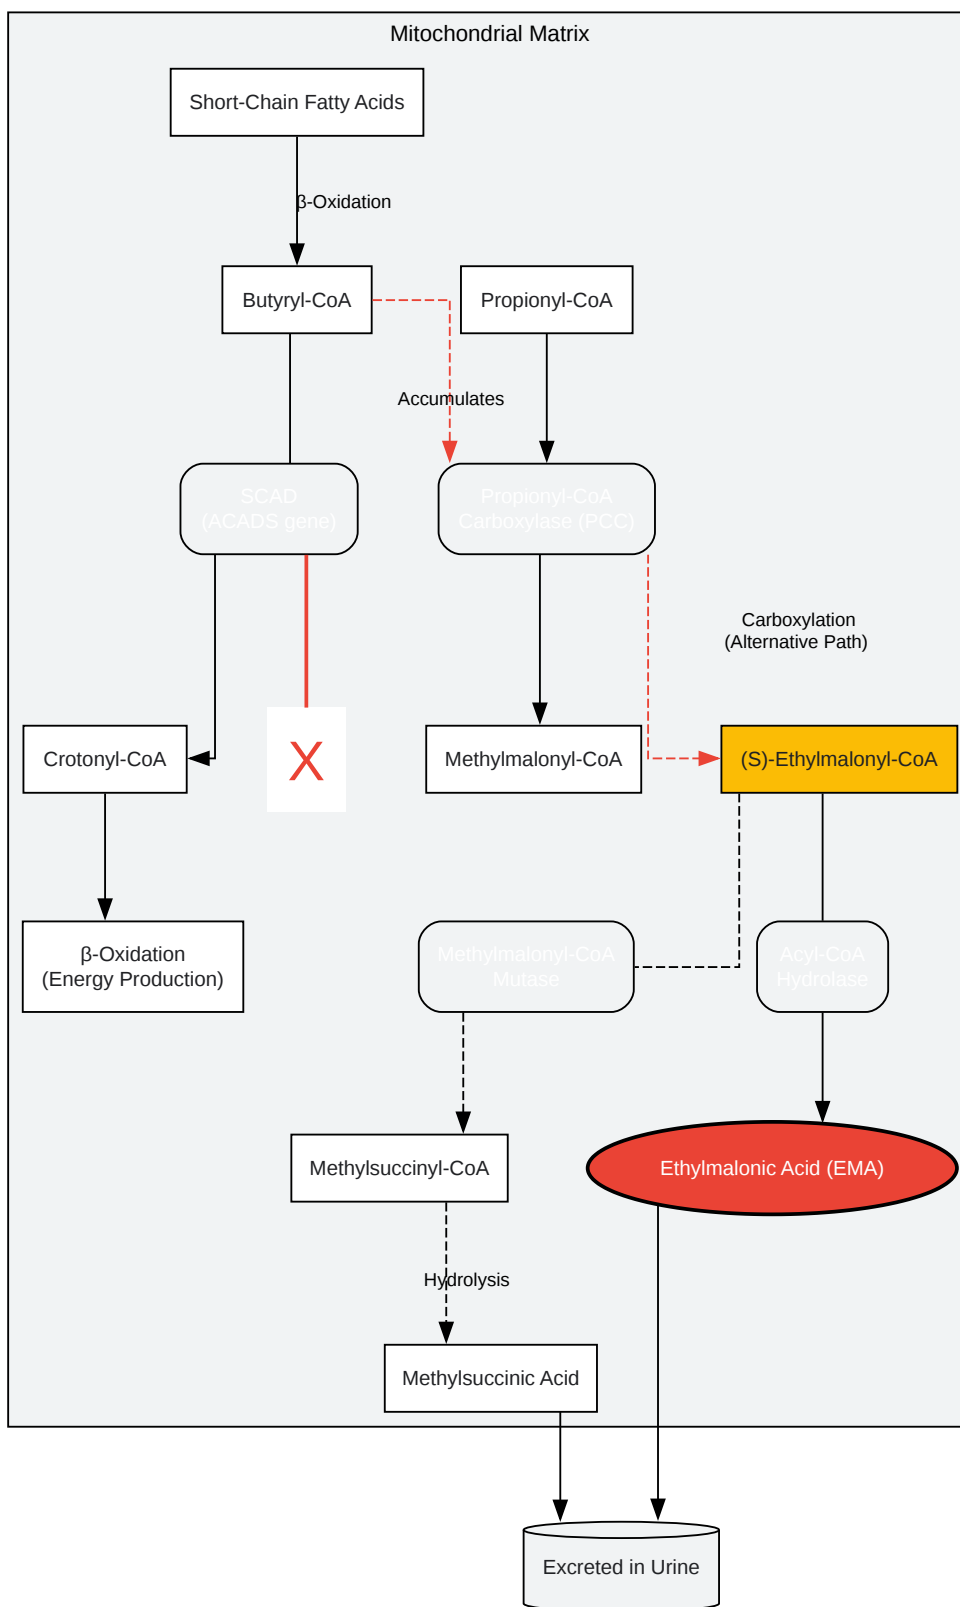 Mitochondrial Matrix
Short-Chain Fatty Acids
β-Oxidation
Butyryl-CoA
Propionyl-CoA
Accumulates
SCAD
(ACADS gene)
Propionyl-CoA
Carboxylase (PCC)
Carboxylation
(Alternative Path)
Crotonyl-CoA
X
Methylmalonyl-CoA
(S)-Ethylmalonyl-CoA
β-Oxidation
(Energy Production)
Methylmalonyl-CoA
Mutase
Acyl-CoA
Hydrolase
Methylsuccinyl-CoA
Ethylmalonic Acid (EMA)
Hydrolysis
Methylsuccinic Acid
Excreted in Urine